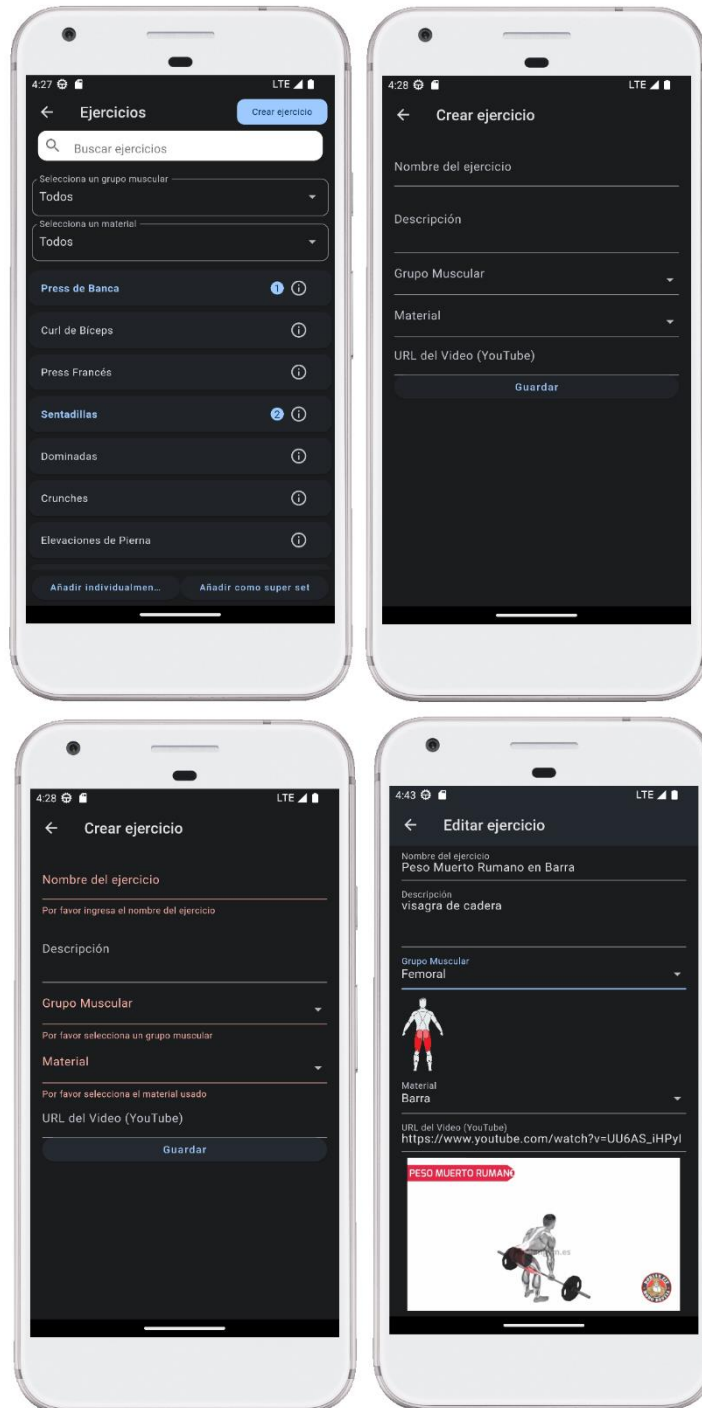 4:27 LTE
Ejercicios Crear ejercicio
Buscar ejercicios
Selecciona un grupo muscular
Todos
Selecciona un material
Todos
Press de Banca 1
Curl de Bíceps
Press Francés
Sentadillas 2
Dominadas
Crunches
Elevaciones de Pierna
Añadir individualmen... Añadir como super set
4:28 LTE
Crear ejercicio
Nombre del ejercicio
Descripción
Grupo Muscular
Material
URL del Video (YouTube)
Guardar
4:28 LTE
Crear ejercicio
Nombre del ejercicio
Por favor ingresa el nombre del ejercicio
Descripción
Grupo Muscular
Por favor selecciona un grupo muscular
Material
Por favor selecciona el material usado
URL del Video (YouTube)
Guardar
4:43 LTE
Editar ejercicio
Nombre del ejercicio
Peso Muerto Rumano en Barra
Descripción
visagra de cadera
Grupo Muscular
Femoral
Material
Barra
URL del Video (YouTube)
https://www.youtube.com/watch?v=UU6AS_iHPyI
PESO MUERTO RUMANO